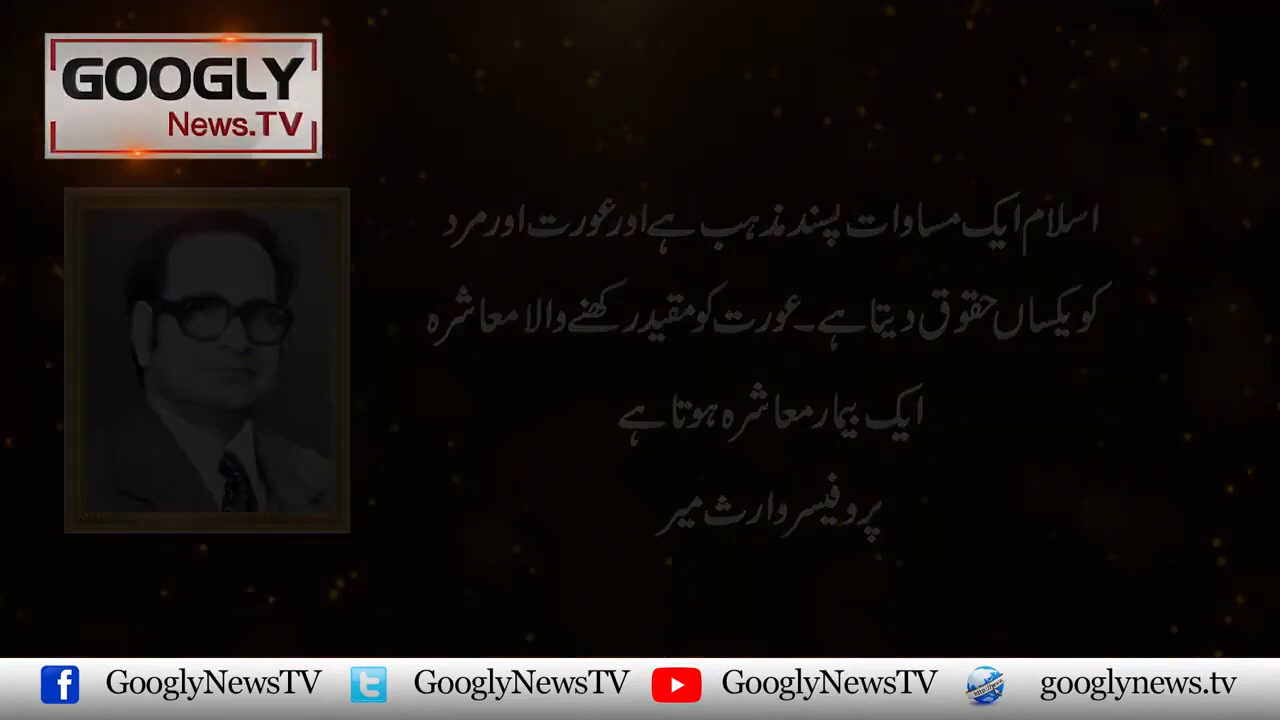 GOOGLY
News.TV
اسلام ایک مساوات پسند مذہب ہے اور عورت اور مرد
کو یکساں حقوق دیتا ہے۔ عورت کو مقید رکھنے والا معاشرہ
ایک بیمار معاشرہ ہوتا ہے
پروفیسر وارث میر
GooglyNewsTV GooglyNewsTV GooglyNewsTV googlynews.tv